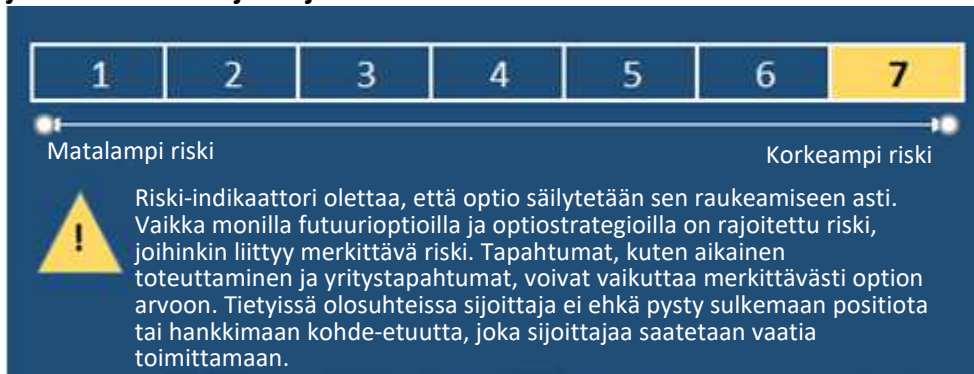 1 2 3 4 5 6 7
Matalampi riski Korkeampi riski
Riski-indikaattori olettaa, että optio säilytetään sen raukeamiseen asti.
Vaikka monilla futuurioptioilla ja optiostrategioilla on rajoitettu riski,
joihinkin liittyy merkittävä riski. Tapahtumat, kuten aikainen
toteuttaminen ja yritystapahtumat, voivat vaikuttaa merkittävästi option
arvoon. Tietyissä olosuhteissa sijoittaja ei ehkä pysty sulkemaan positiota
tai hankkimaan kohde-etuutta, joka sijoittajaa saatetaan vaatia
toimittamaan.